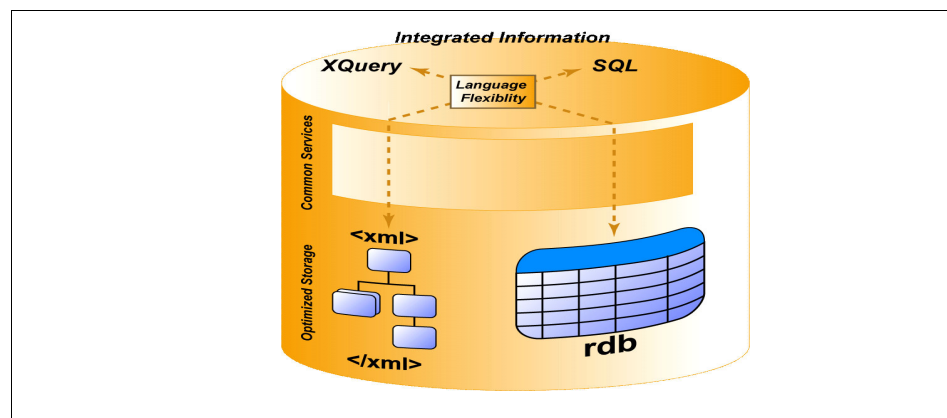 Integrated Information
XQuery
SQL
Language
Flexiblity
Common Services
Optimized Storage
<xml>
</xml>
rdb